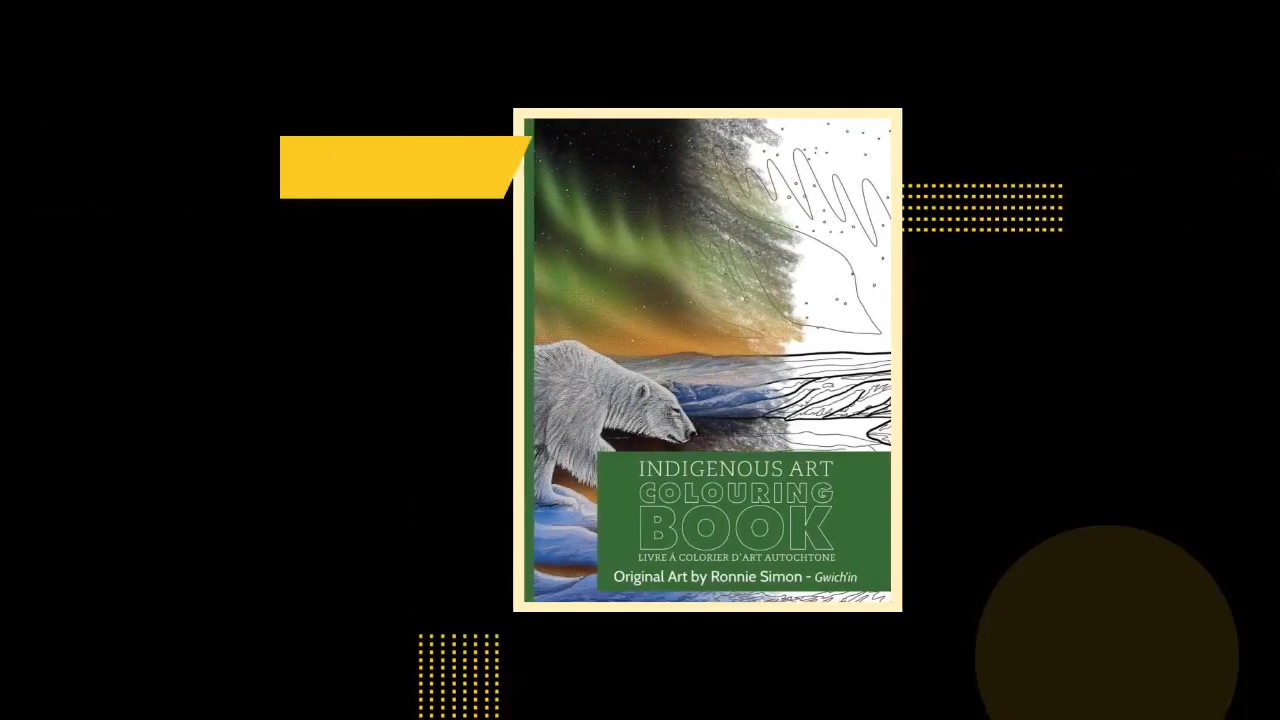 INDIGENOUS ART
COLOURING
BOOK
LIVRE Á COLORIER D'ART AUTOCHTONE
Original Art by Ronnie Simon - Gwich'in